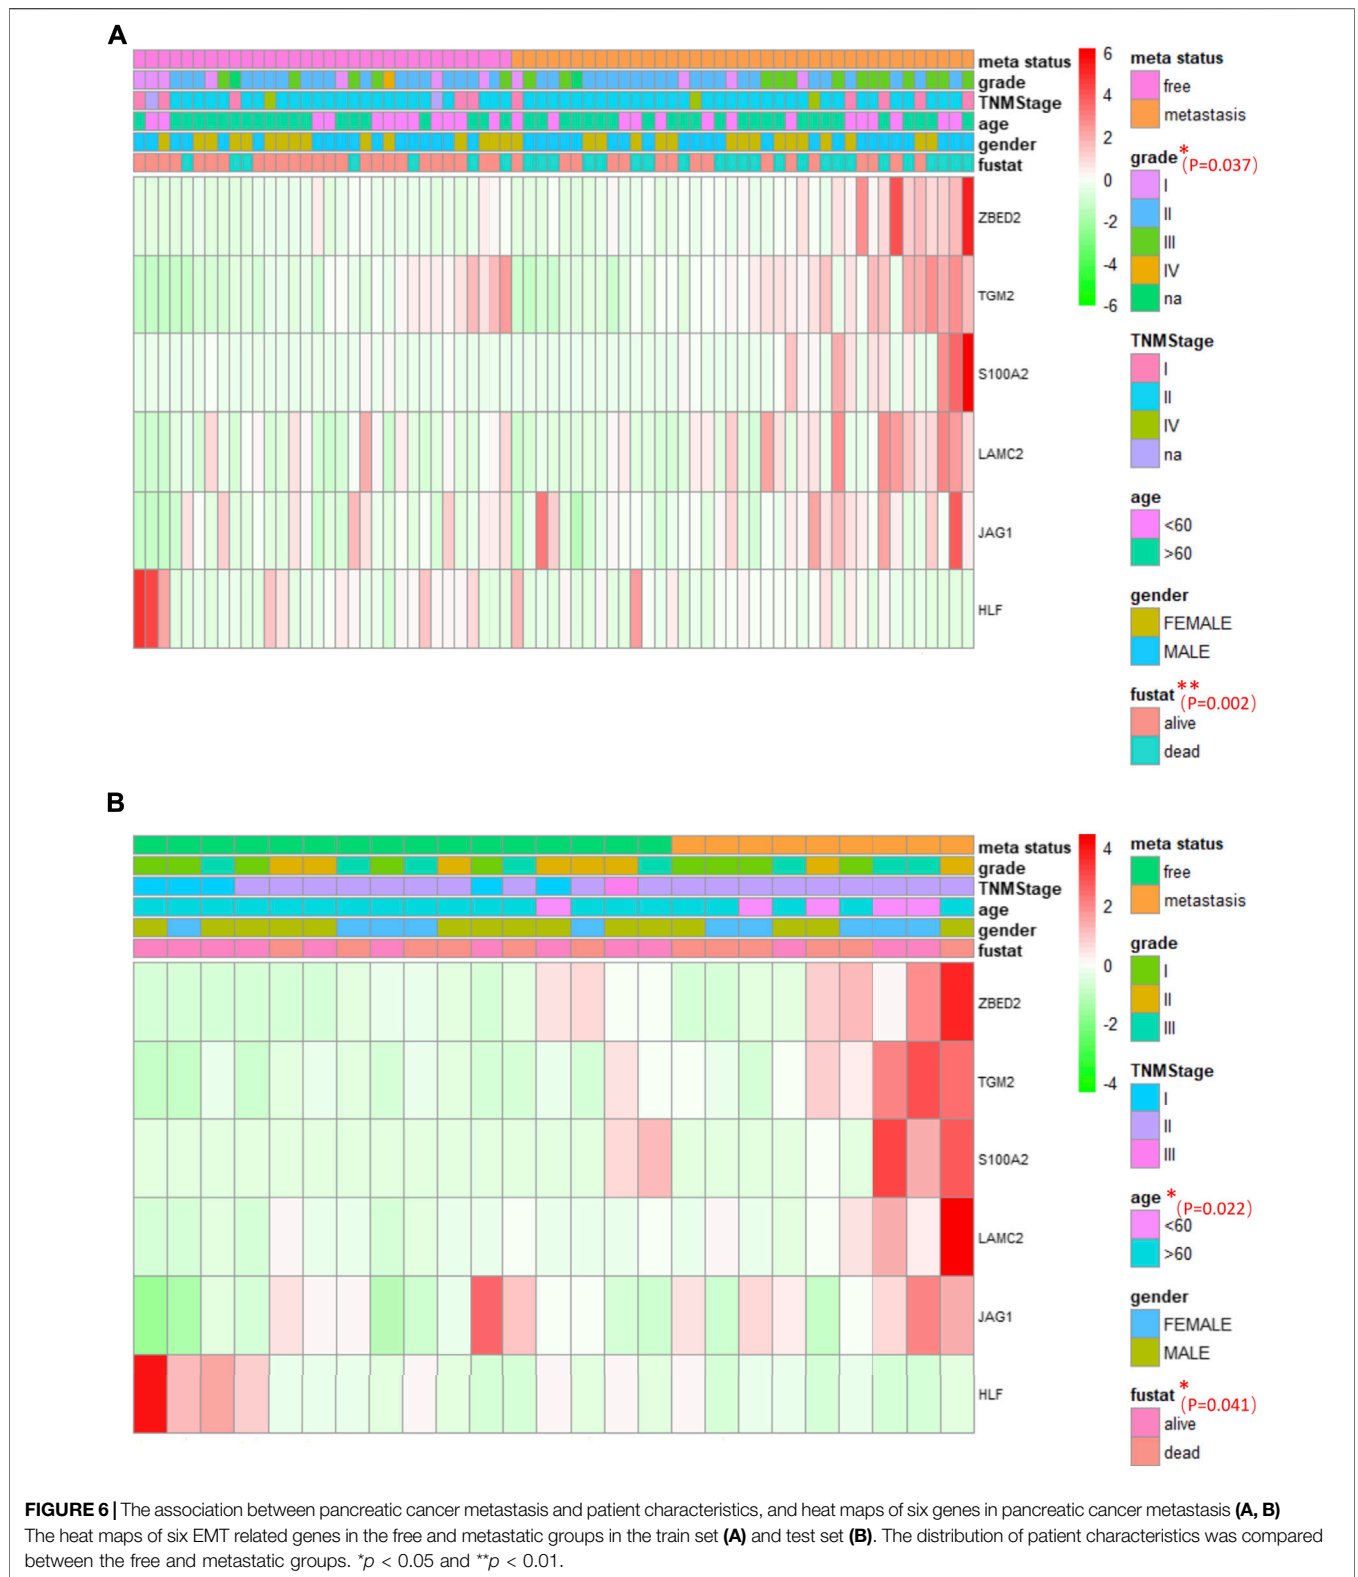 A
meta status
grade
TNMStage
age
gender
fustat
ZBED2
TGM2
S100A2
LAMC2
JAG1
HLF
6
4
2
0
-2
-4
-6
meta status
free
metastasis
grade * (P=0.037)
I
II
III
IV
na
TNMStage
I
II
IV
na
age
<60
>60
gender
FEMALE
MALE
fustat ** (P=0.002)
alive
dead
B
meta status
grade
TNMStage
age
gender
fustat
ZBED2
TGM2
S100A2
LAMC2
JAG1
HLF
4
2
0
-2
-4
meta status
free
metastasis
grade
I
II
III
TNMStage
I
II
III
age * (P=0.022)
<60
>60
gender
FEMALE
MALE
fustat * (P=0.041)
alive
dead
FIGURE 6 | The association between pancreatic cancer metastasis and patient characteristics, and heat maps of six genes in pancreatic cancer metastasis (A, B)
The heat maps of six EMT related genes in the free and metastatic groups in the train set (A) and test set (B). The distribution of patient characteristics was compared
between the free and metastatic groups. *p < 0.05 and **p < 0.01.